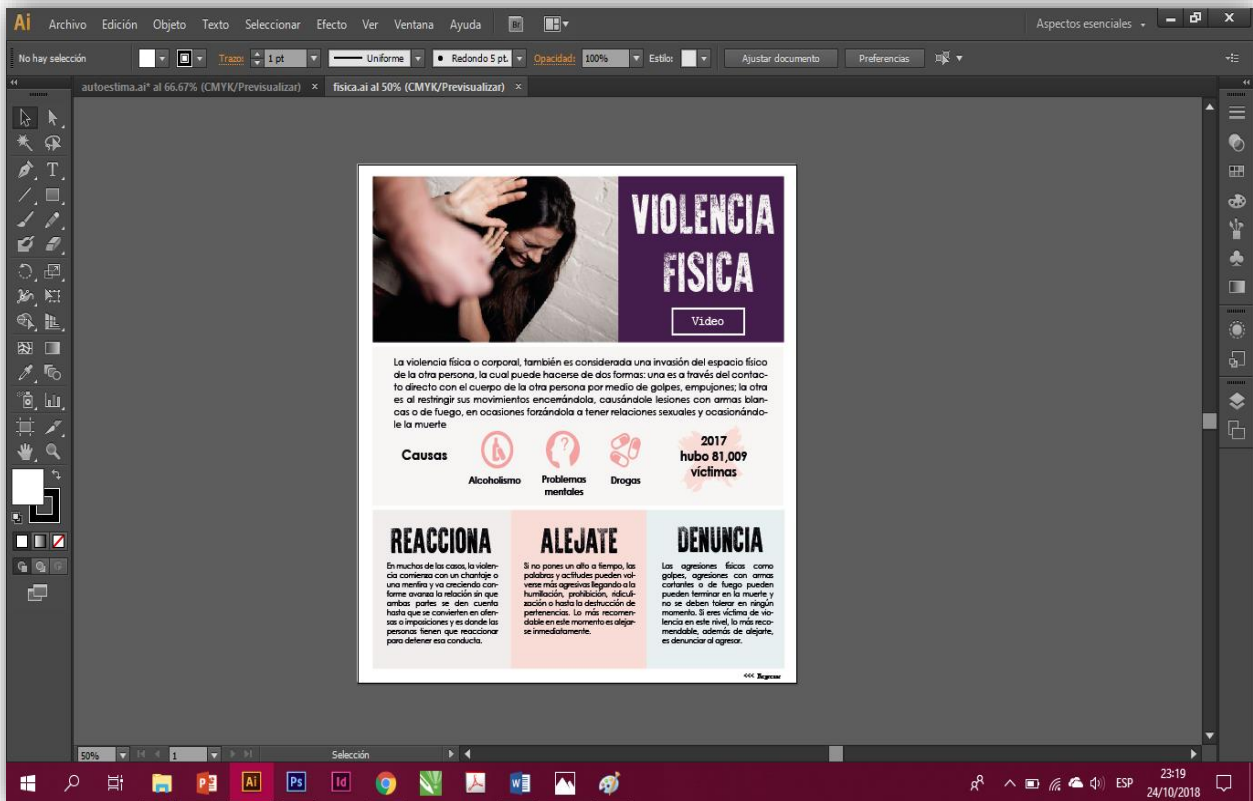 Ai Archivo Edición Objeto Texto Seleccionar Efecto Ver Ventana Ayuda Br Aspectos esenciales
No hay selección Trazo: 1 pt Uniforme Redondo 5 pt. Opacidad: 100% Estilo: Ajustar documento Preferencias
autoestima.ai* al 66.67% (CMYK/Previsualizar) × fisica.ai al 50% (CMYK/Previsualizar) ×
VIOLENCIA
FISICA
Video
La violencia física o corporal, también es considerada una invasión del espacio físico
de la otra persona, la cual puede hacerse de dos formas: una es a través del contac-
to directo con el cuerpo de la otra persona por medio de golpes, empujones; la otra
es al restringir sus movimientos encerrándola, causándole lesiones con armas blan-
cas o de fuego, en ocasiones forzándola a tener relaciones sexuales y ocasionándo-
le la muerte
Causas
Alcoholismo
Problemas
mentales
Drogas
2017
hubo 81,009
víctimas
REACCIONA
En muchos de los casos, la violen-
cia comienza con un chantaje o
una mentira y va creciendo con-
forme avanza la relación sin que
ambas partes se den cuenta
hasta que se convierten en ofen-
sas o imposiciones y es donde las
personas tienen que reaccionar
para detener esa conducta.
ALEJATE
Si no pones un alto a tiempo, las
palabras y actitudes pueden vol-
verse más agresivas llegando a la
humillación, prohibición, ridiculi-
zación o hasta la destrucción de
pertenencias. Lo más recomen-
dable en este momento es alejar-
se inmediatamente.
DENUNCIA
Las agresiones físicas como
golpes, agresiones con armas
cortantes o de fuego pueden
pueden terminar en la muerte y
no se deben tolerar en ningún
momento. Si eres víctima de vio-
lencia en este nivel, lo más reco-
mendable, además de alejarte,
es denunciar al agresor.
<<< Regresar
50% 1 Selección
Ai Ps Id ESP 23:19
24/10/2018